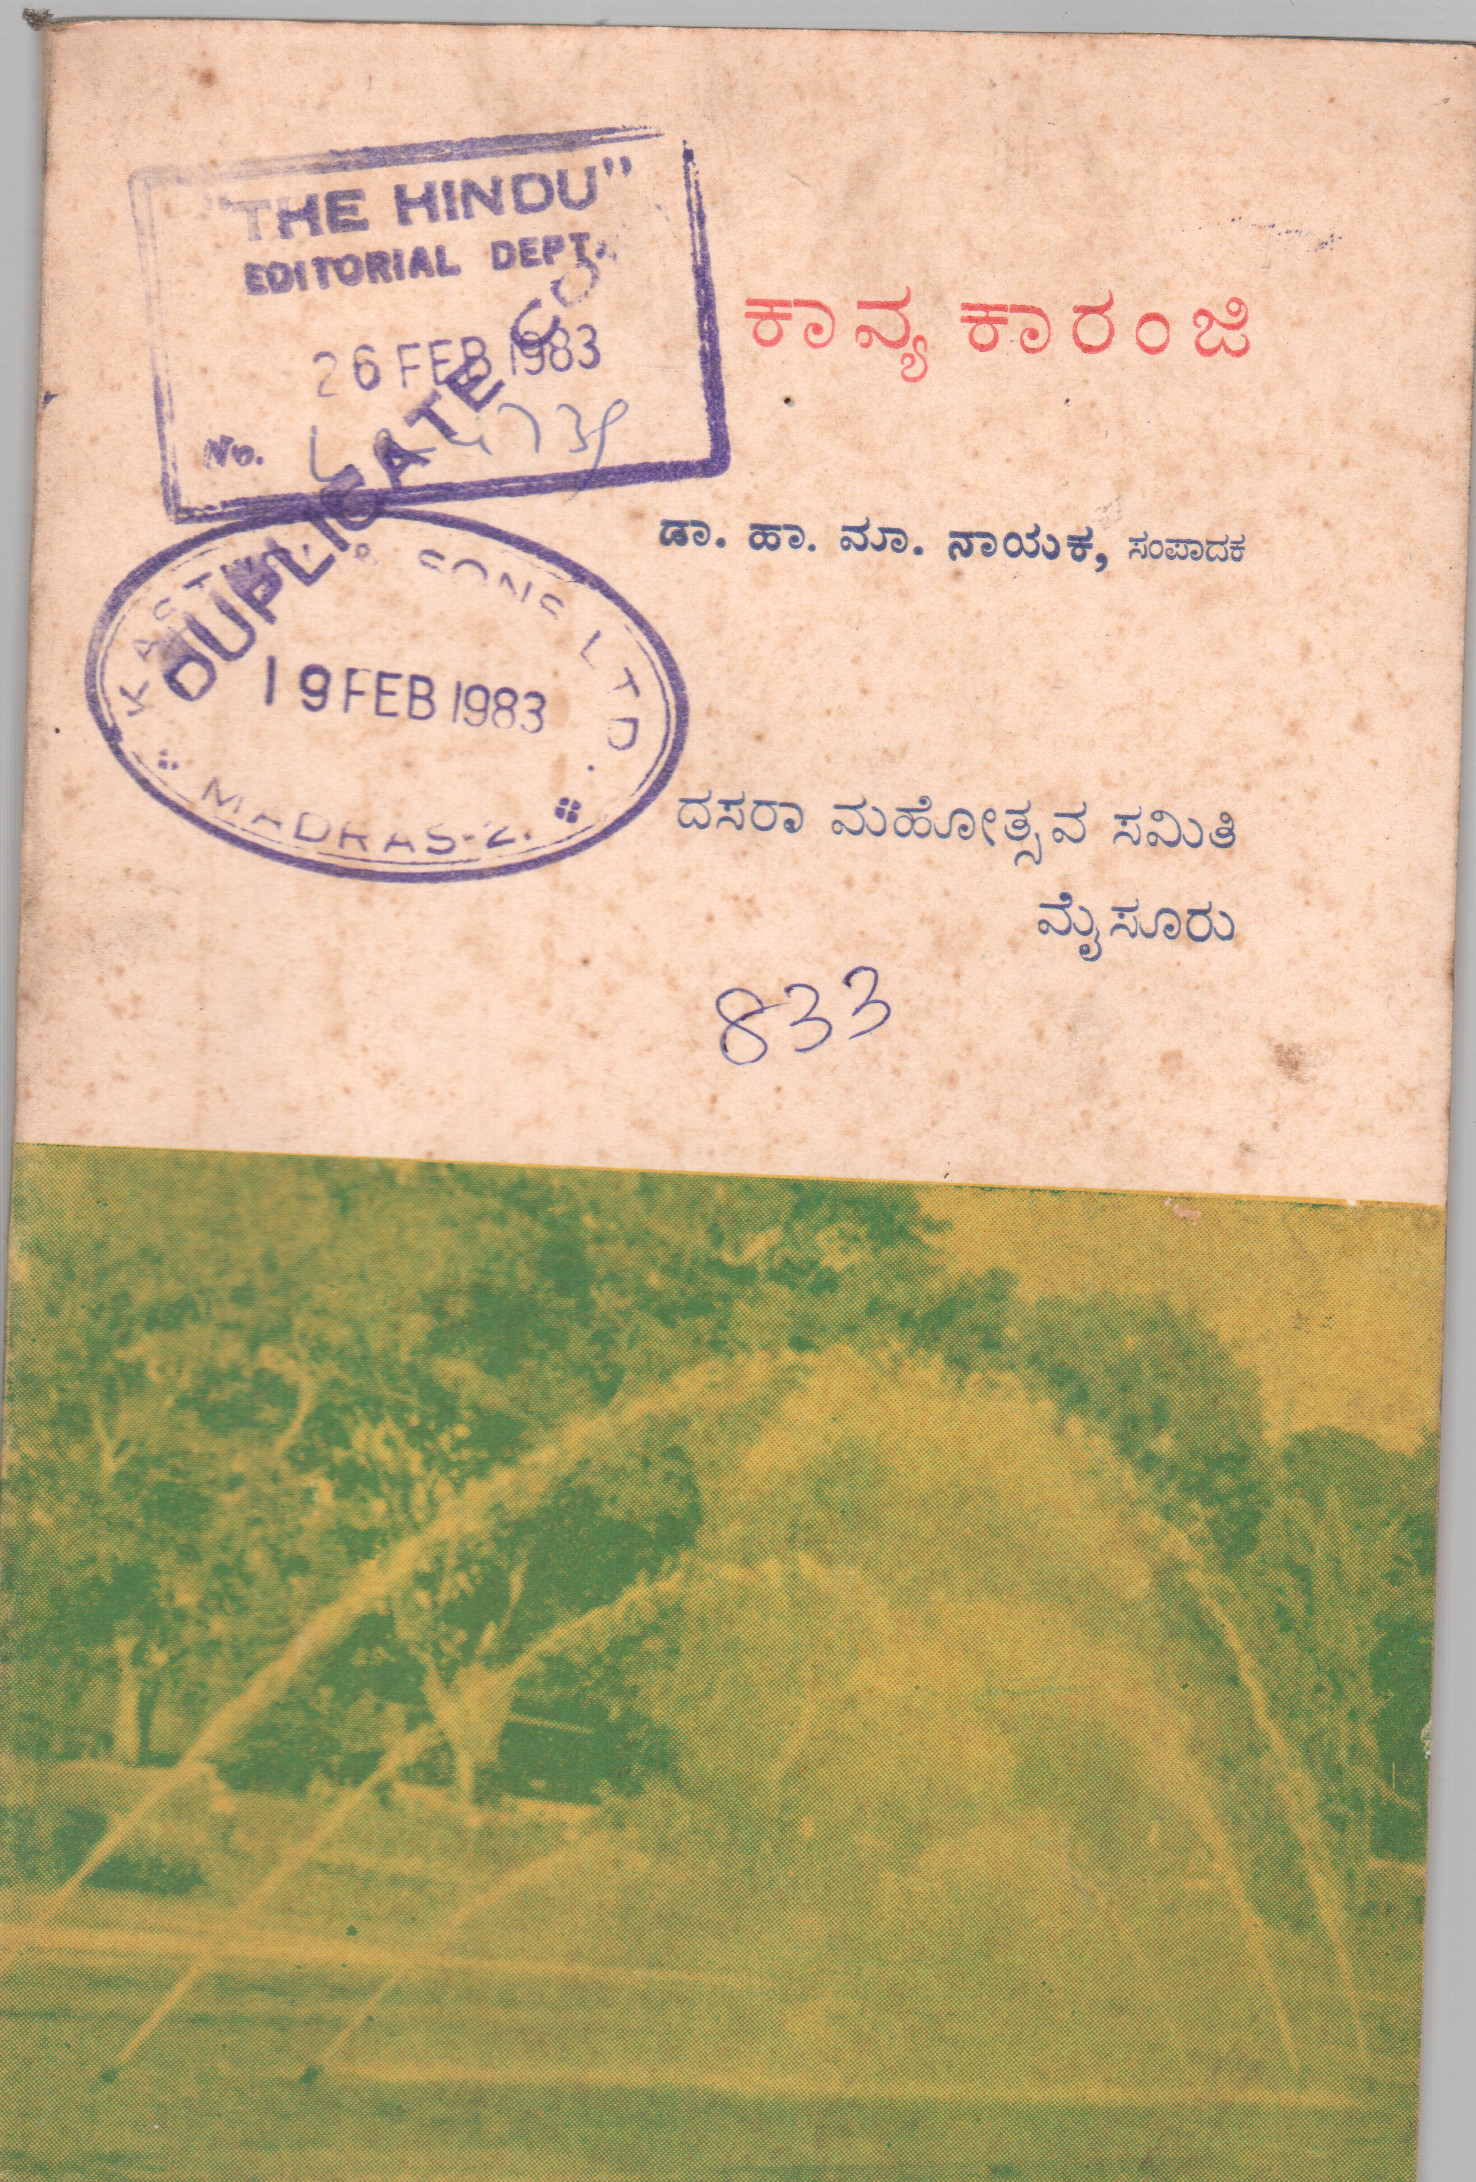 "THE HINDU"
EDITORIAL DEPT.
26 FEB 1983
No.
DUPLICATE
KASTURI & SONS LTD.
19 FEB 1983
MADRAS-2.
ಕಾವ್ಯ ಕಾರಂಜಿ
ಡಾ. ಹಾ. ಮಾ. ನಾಯಕ, ಸಂಪಾದಕ
ದಸರಾ ಮಹೋತ್ಸವ ಸಮಿತಿ
ಮೈಸೂರು
833